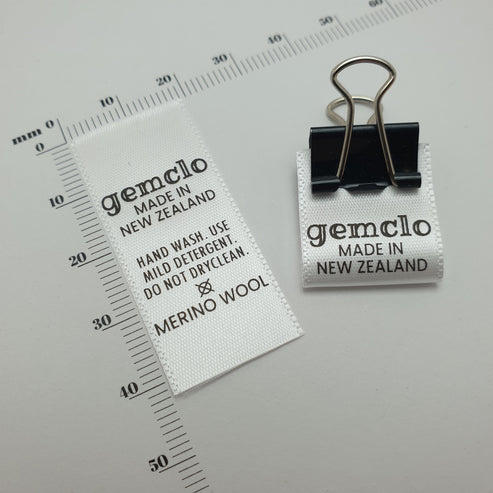 mm 0 10 20 30 40 50 60
0
10
20
30
40
50
gemclo
MADE IN
NEW ZEALAND
HAND WASH. USE
MILD DETERGENT.
DO NOT DRYCLEAN.
MERINO WOOL
gemclo
MADE IN
NEW ZEALAND